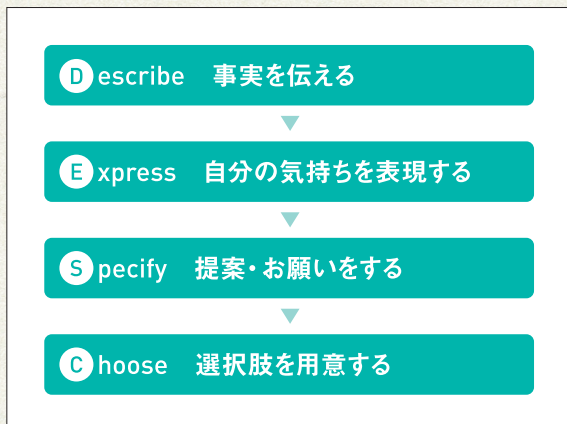 Describe 事実を伝える
Express 自分の気持ちを表現する
Specify 提案・お願いをする
Choose 選択肢を用意する